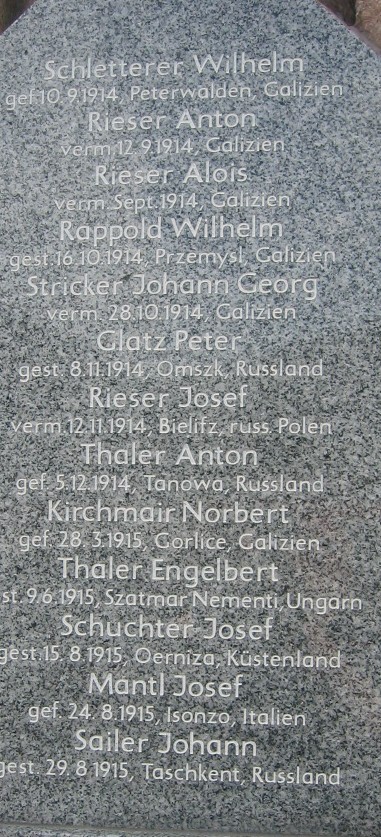 Schletterer Wilhelm
gef.10.9.1914, Peterwalden, Galizien
Rieser Anton
verm.12.9.1914, Galizien
Rieser Alois
verm.Sept.1914, Galizien
Rappold Wilhelm
gest.16.10.1914, Przemysl, Galizien
Stricker Johann Georg
verm. 28.10.1914, Galizien
Glatz Peter
gest. 8.11.1914, Omszk, Russland
Rieser Josef
verm.12.11.1914, Bielitz, russ. Polen
Thaler Anton
gef. 5.12.1914, Tanowa, Russland
Kirchmair Norbert
gef. 28. 3.1915, Gorlice, Galizien
Thaler Engelbert
st. 9.6.1915, Szatmar Nementi, Ungarn
Schuchter Josef
gest.15. 8.1915, Oerniza, Küstenland
Mantl Josef
gef. 24. 8.1915, Isonzo, Italien
Sailer Johann
gest. 29. 8 1915, Taschkent, Russland